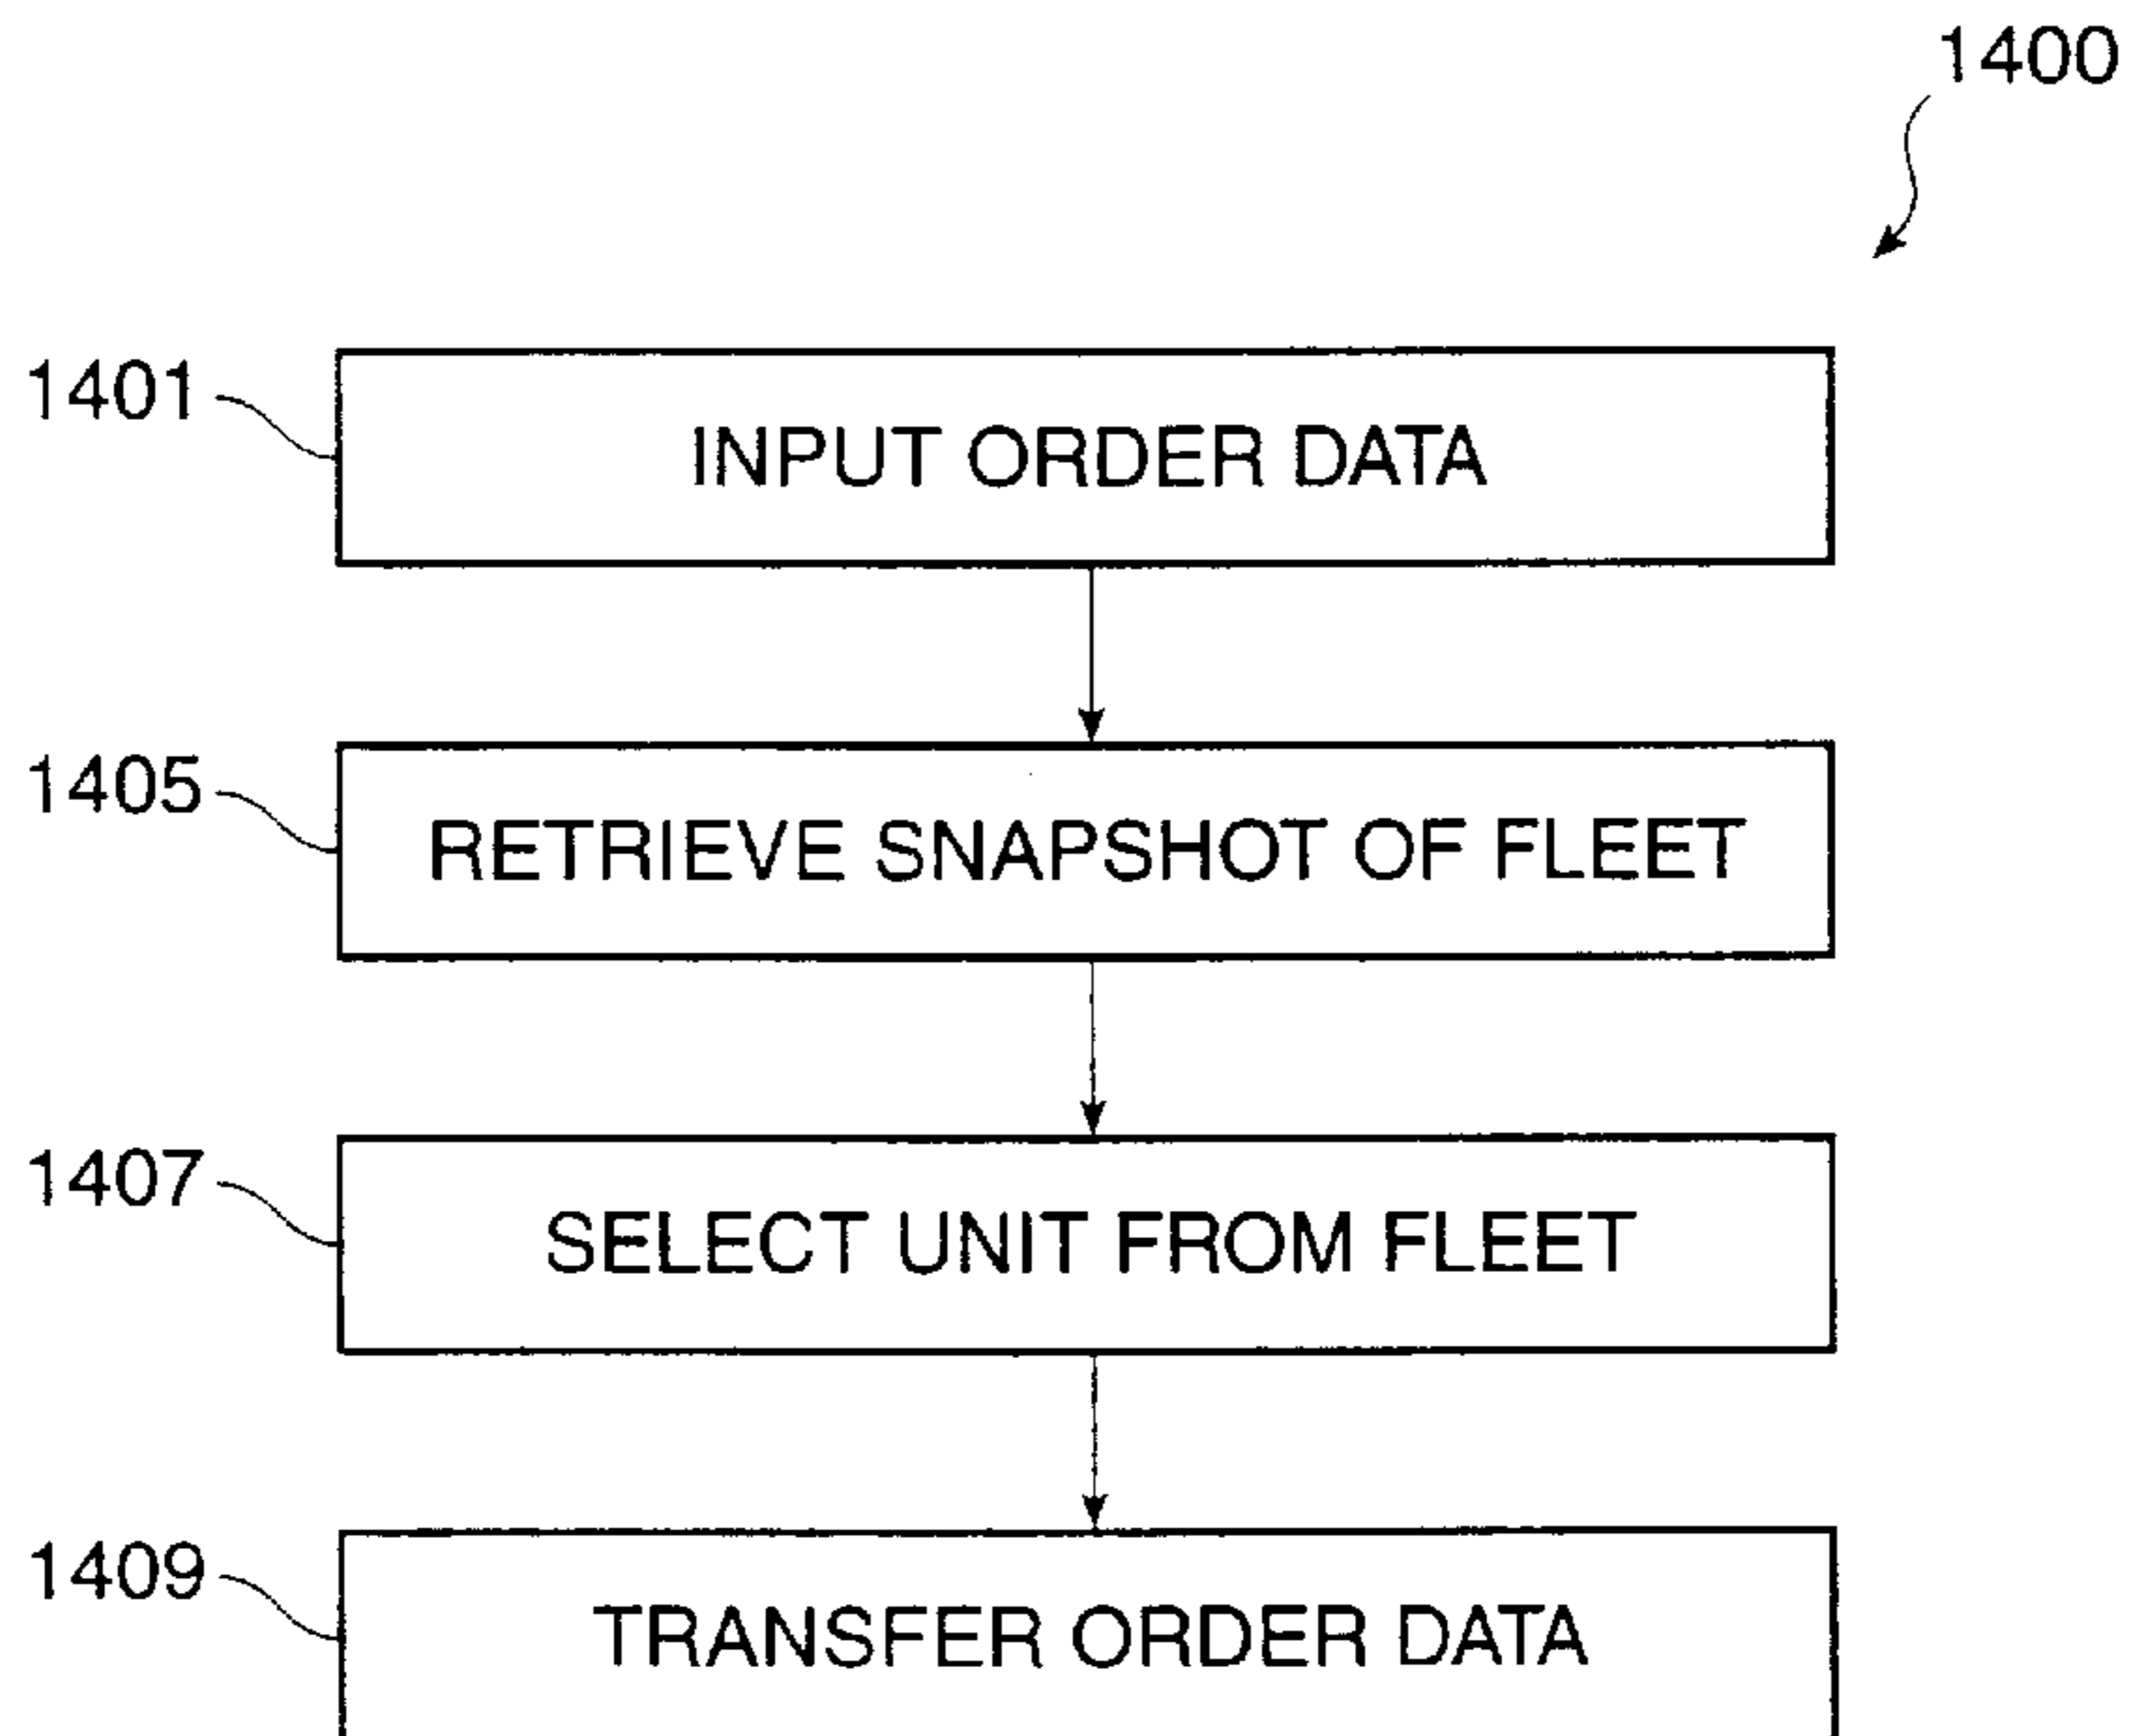 1400
1401
INPUT ORDER DATA
1405
RETRIEVE SNAPSHOT OF FLEET
1407
SELECT UNIT FROM FLEET
1409
TRANSFER ORDER DATA